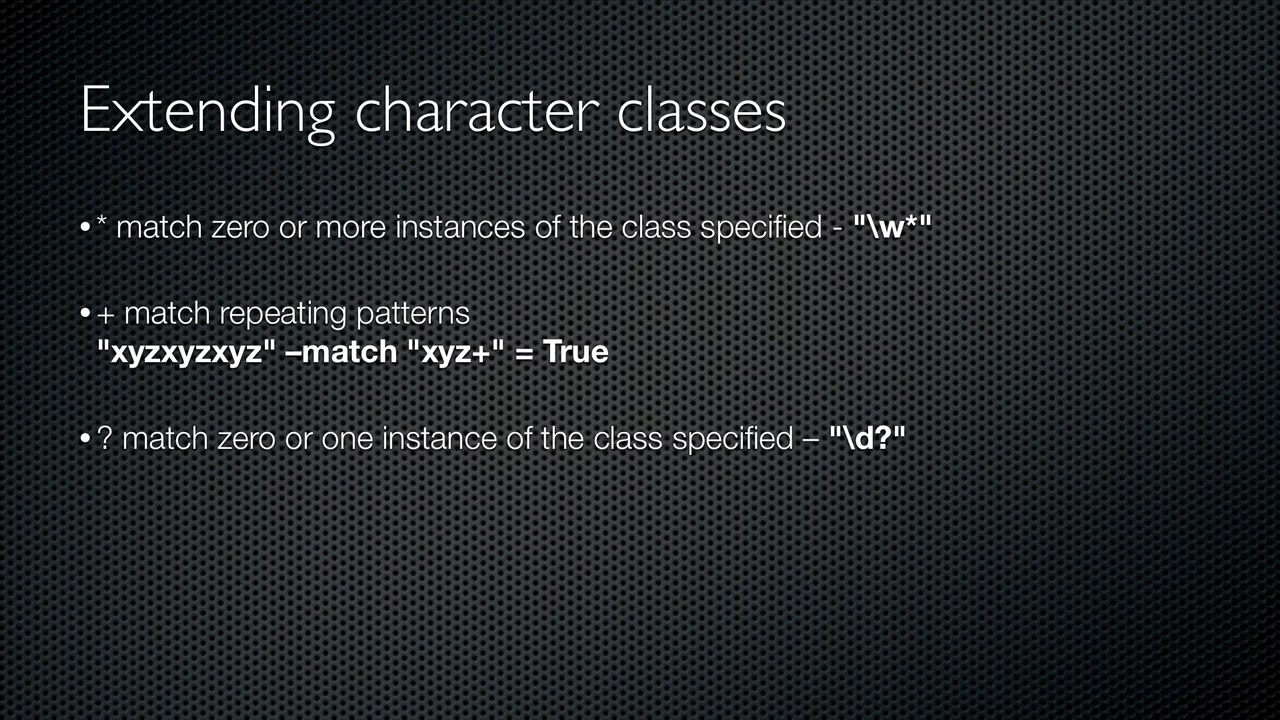 Extending character classes
• * match zero or more instances of the class specified - "\w*"
• + match repeating patterns
"xyzxyzxyz" –match "xyz+" = True
• ? match zero or one instance of the class specified – "\d?"